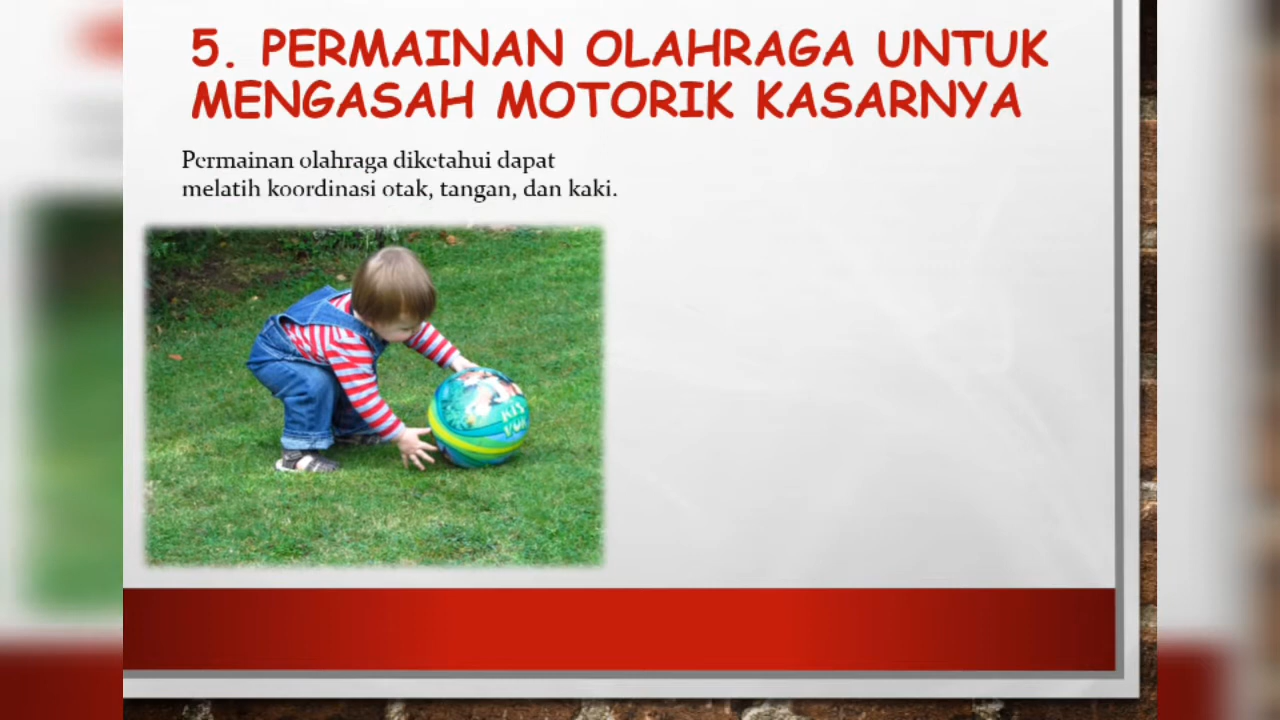 5. PERMAINAN OLAHRAGA UNTUK
MENGASAH MOTORIK KASARNYA
Permainan olahraga diketahui dapat
melatih koordinasi otak, tangan, dan kaki.